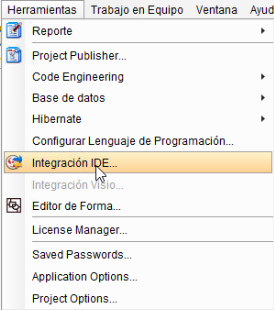 Herramientas Trabajo en Equipo Ventana Ayud
Reporte
Project Publisher...
Code Engineering
Base de datos
Hibernate
Configurar Lenguaje de Programación...
Integración IDE...
Integración Visio...
Editor de Forma...
License Manager...
Saved Passwords...
Application Options...
Project Options...